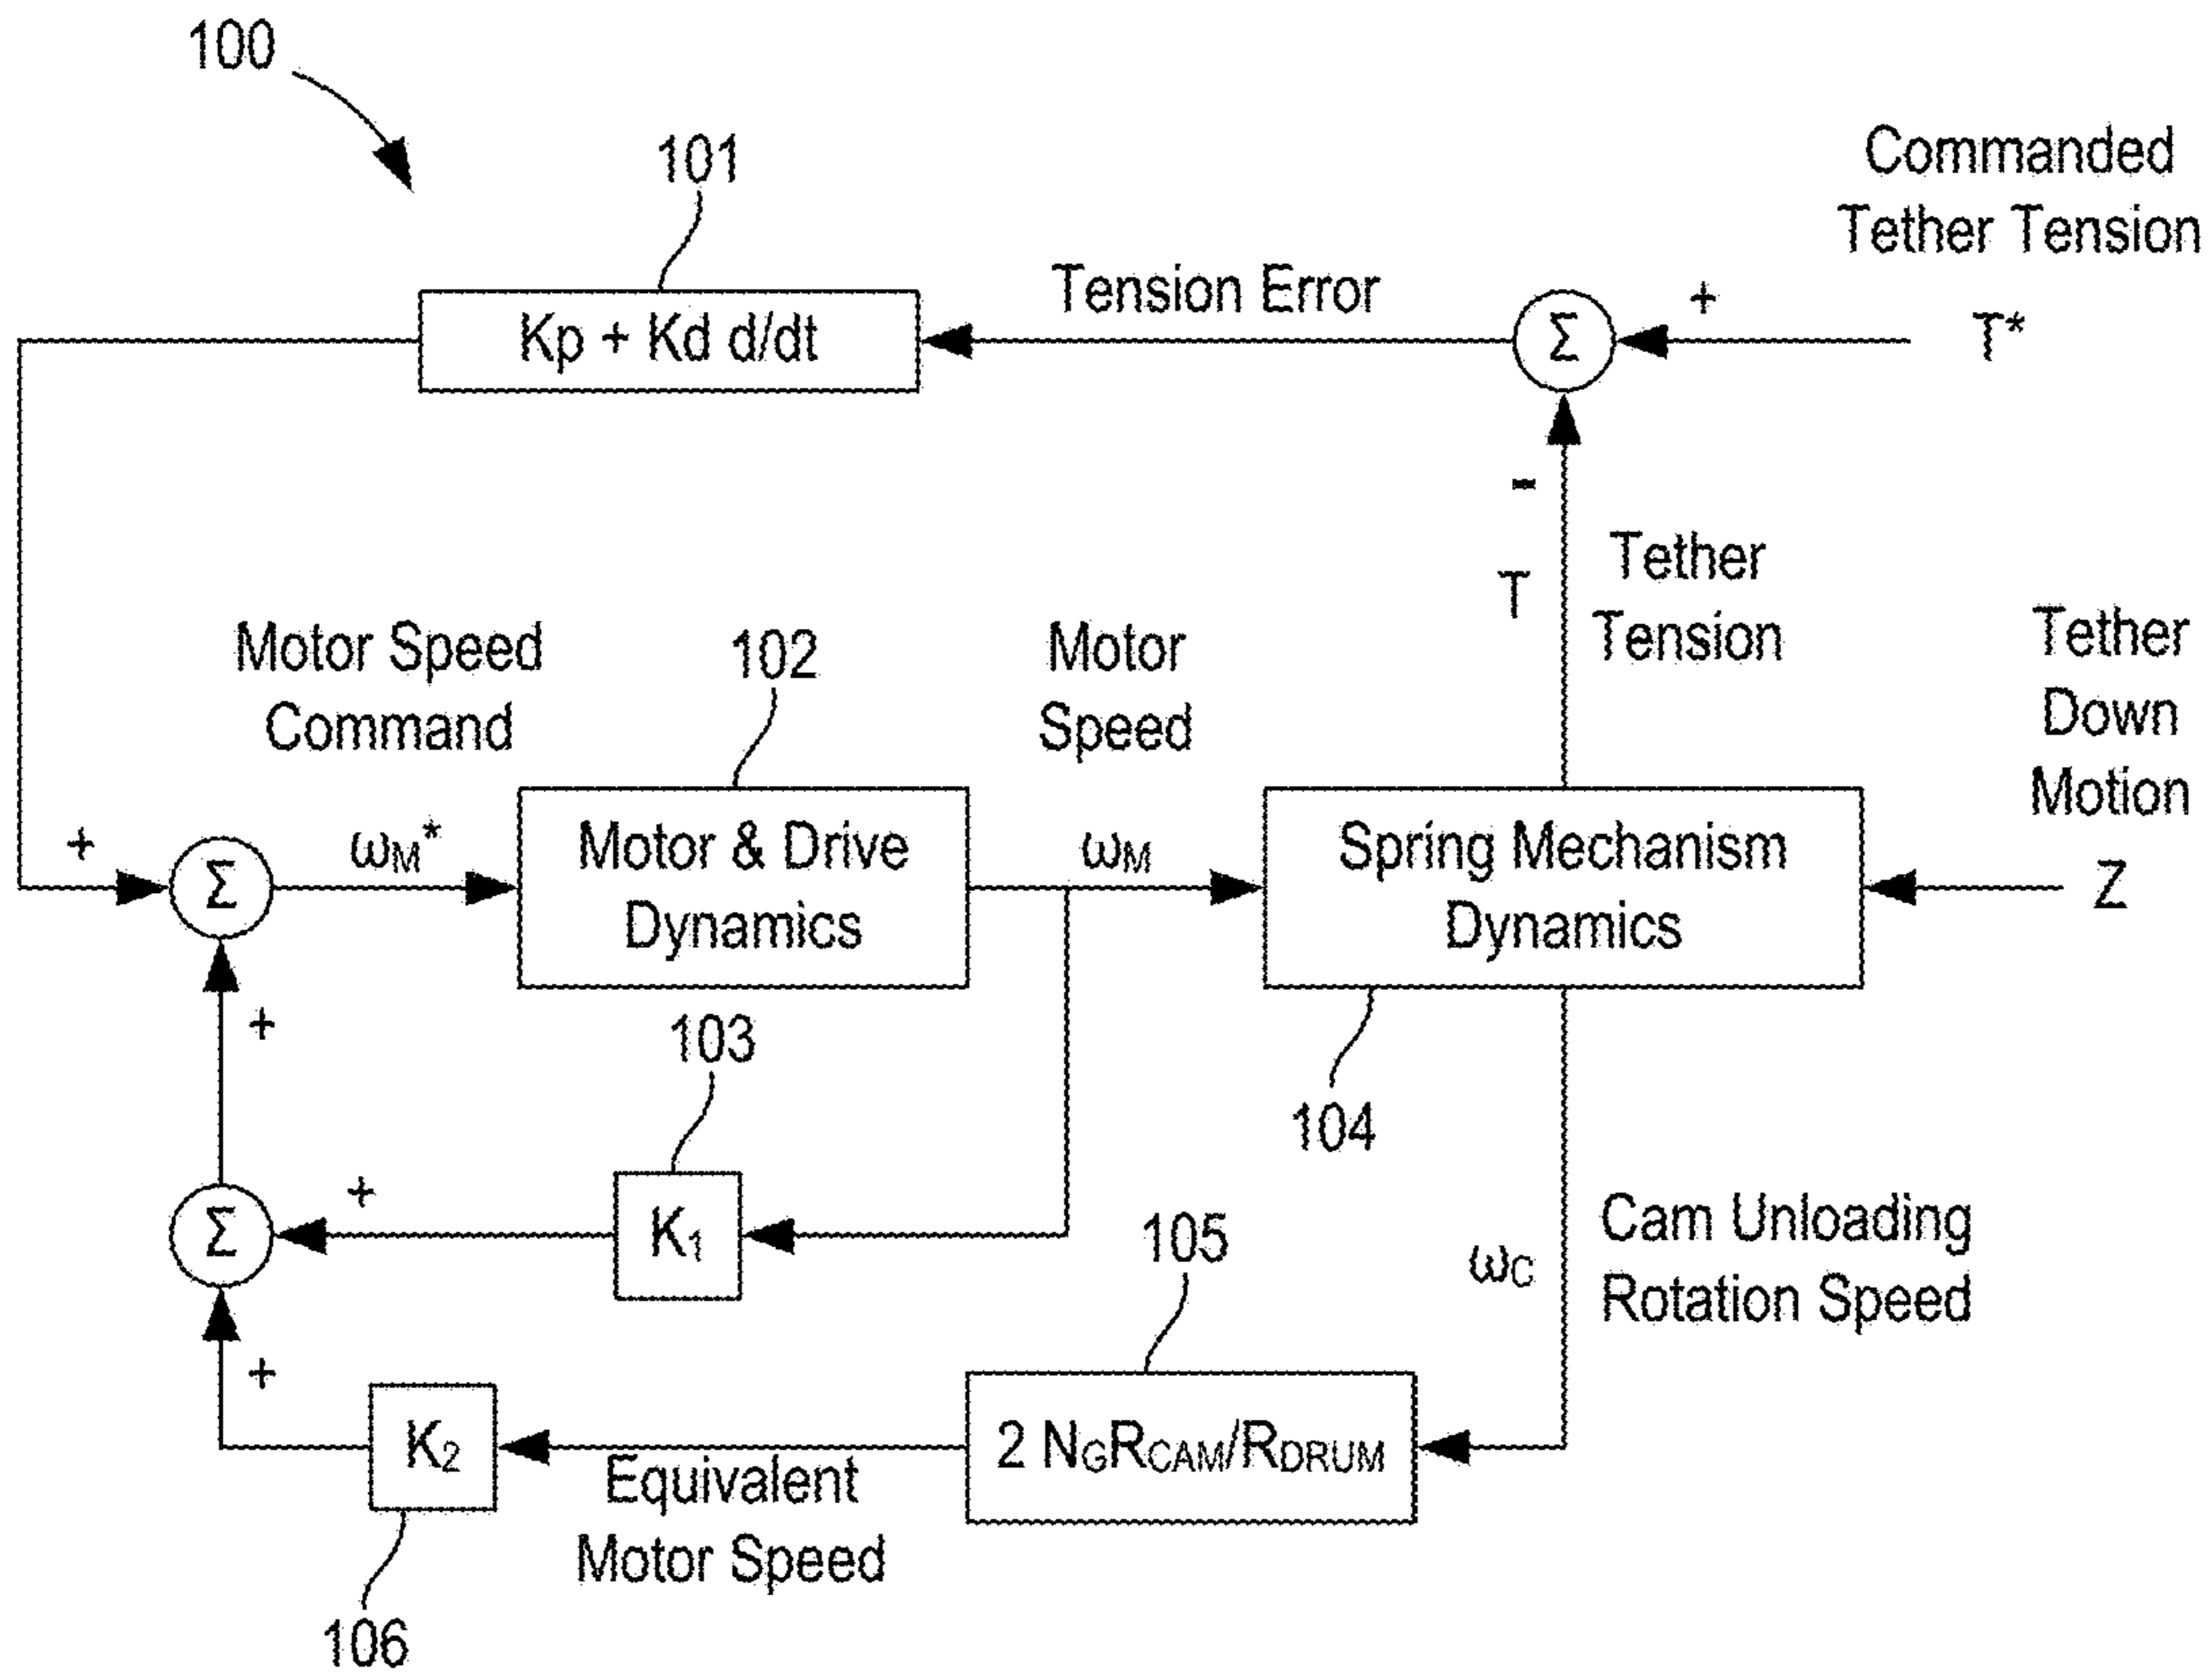 100
101
Commanded
Tether Tension
Kp + Kd d/dt
Tension Error
Σ
+
T*
-
T
Tether
Tension
Tether
Down
Motion
Z
Motor Speed
Command
102
Motor
Speed
+
Σ
ωM*
Motor & Drive
Dynamics
ωM
Spring Mechanism
Dynamics
+
103
104
Σ
+
K1
105
ωC
Cam Unloading
Rotation Speed
+
K2
Equivalent
Motor Speed
2 NGRCAM/RDRUM
106